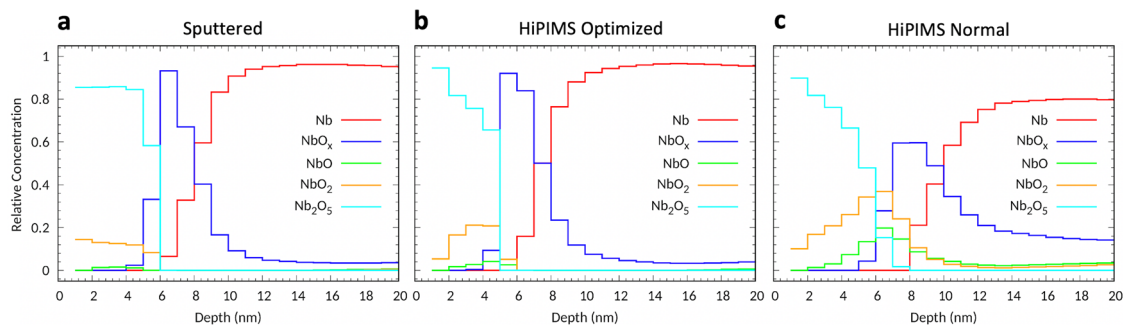 a Sputtered
b HiPIMS Optimized
c HiPIMS Normal
Relative Concentration
1
0.8
0.6
0.4
0.2
0
Nb
NbOₓ
NbO
NbO₂
Nb₂O₅
Nb
NbOₓ
NbO
NbO₂
Nb₂O₅
Nb
NbOₓ
NbO
NbO₂
Nb₂O₅
0 2 4 6 8 10 12 14 16 18 20
0 2 4 6 8 10 12 14 16 18 20
0 2 4 6 8 10 12 14 16 18 20
Depth (nm)
Depth (nm)
Depth (nm)